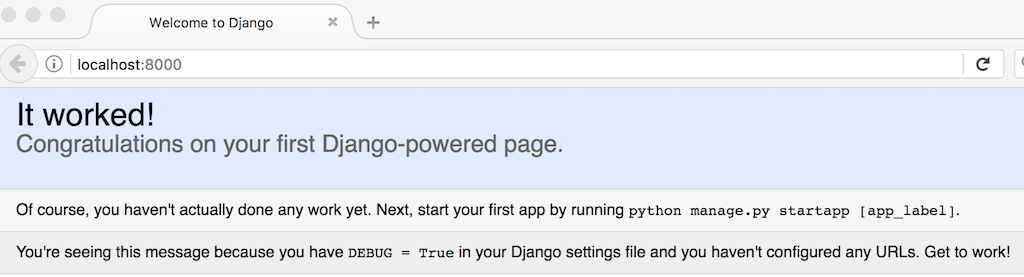 Welcome to Django
localhost:8000
It worked!
Congratulations on your first Django-powered page.
Of course, you haven't actually done any work yet. Next, start your first app by running python manage.py startapp [app_label].
You're seeing this message because you have DEBUG = True in your Django settings file and you haven't configured any URLs. Get to work!